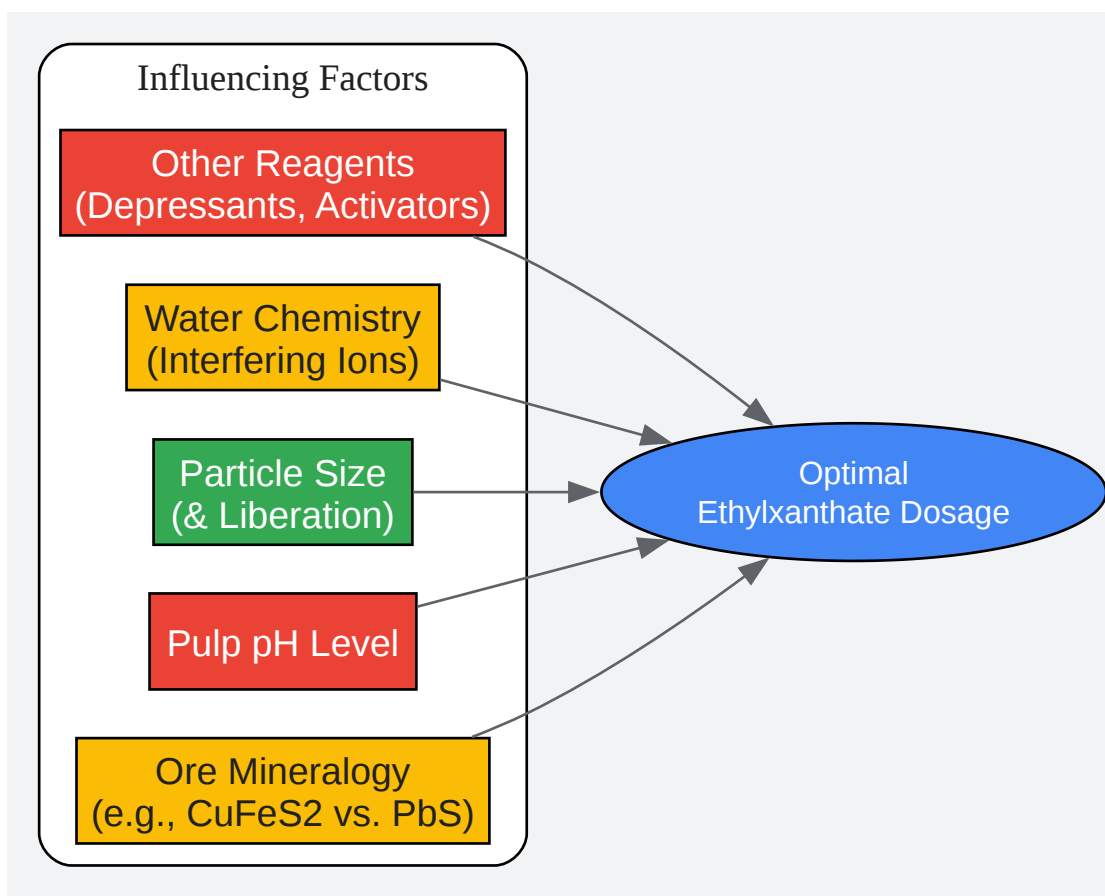 Influencing Factors
Other Reagents
(Depressants, Activators)
Water Chemistry
(Interfering Ions)
Particle Size
(& Liberation)
Optimal
Ethylxanthate Dosage
Pulp pH Level
Ore Mineralogy
(e.g., CuFeS2 vs. PbS)